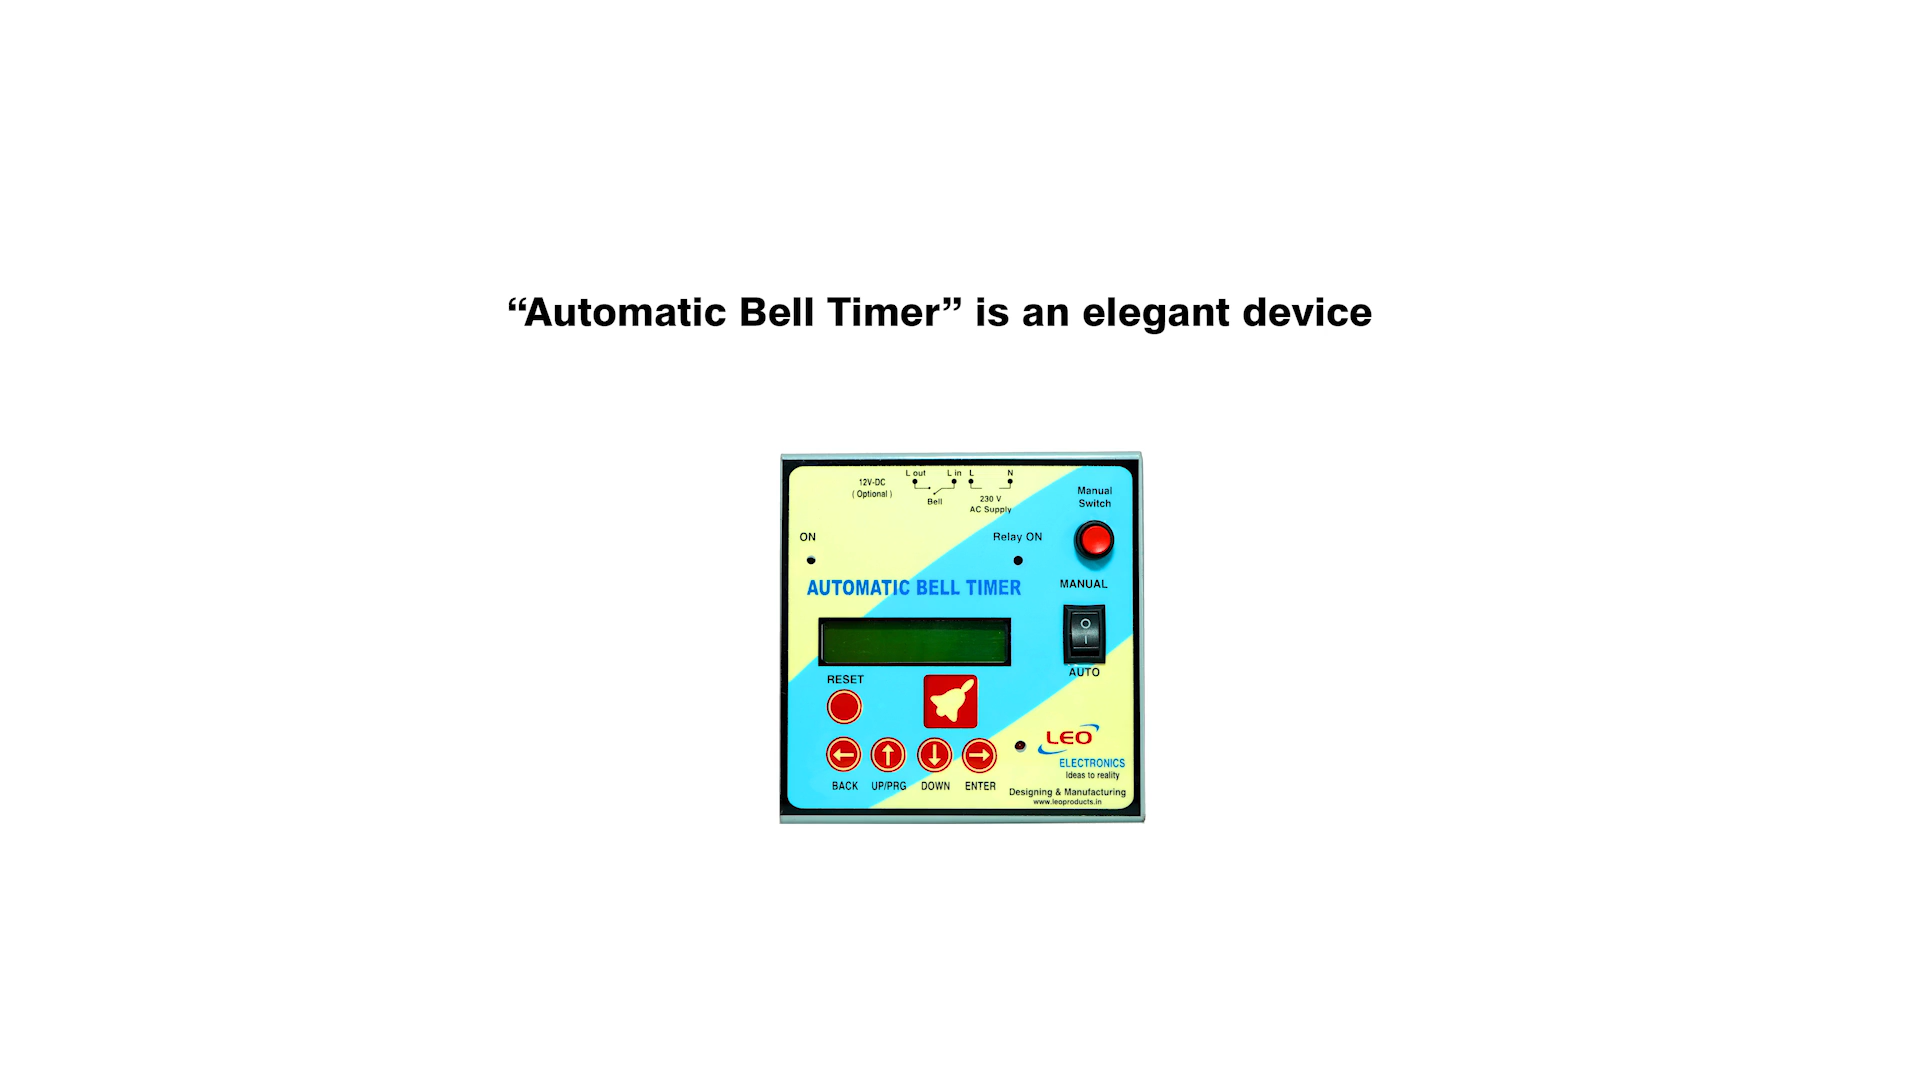 “Automatic Bell Timer” is an elegant device
L out L in L N
12V-DC
( Optional )
Bell
230 V
AC Supply
Manual
Switch
ON
Relay ON
AUTOMATIC BELL TIMER
MANUAL
O
I
AUTO
RESET
BACK UP/PRG DOWN ENTER
LEO
ELECTRONICS
Ideas to reality
Designing & Manufacturing
www.leoproducts.in